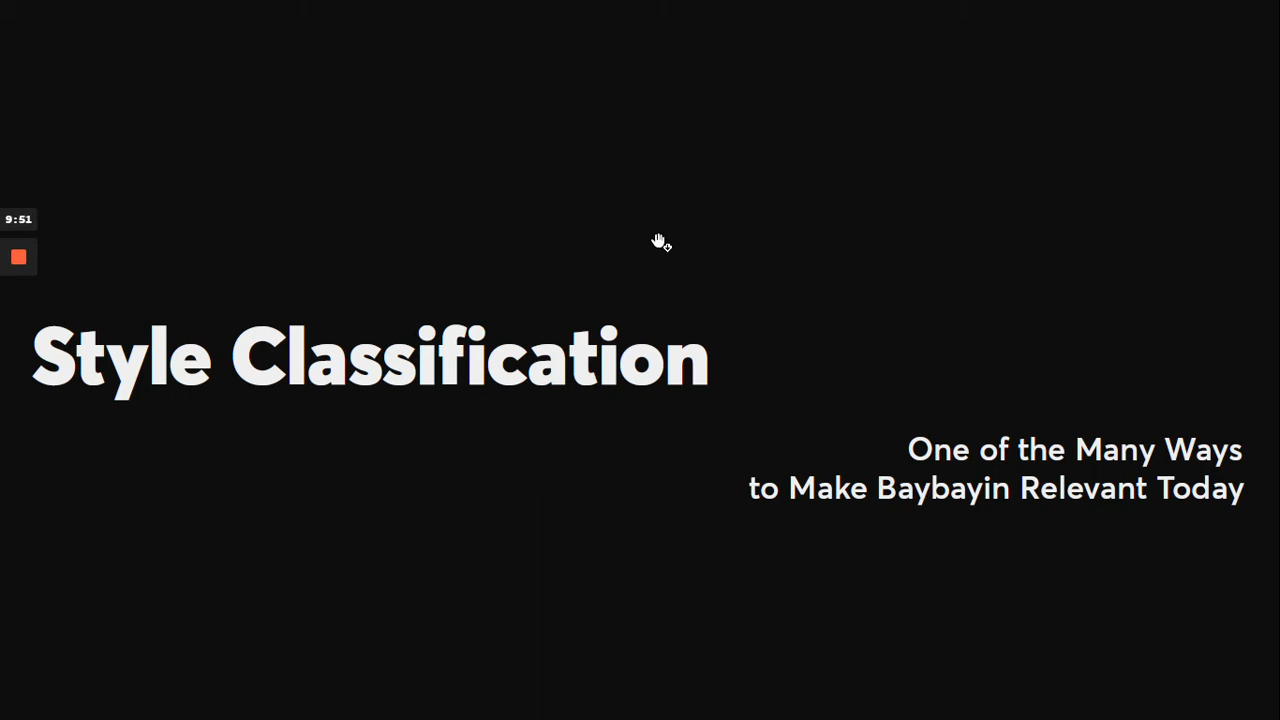 9:51
Style Classification
One of the Many Ways
to Make Baybayin Relevant Today